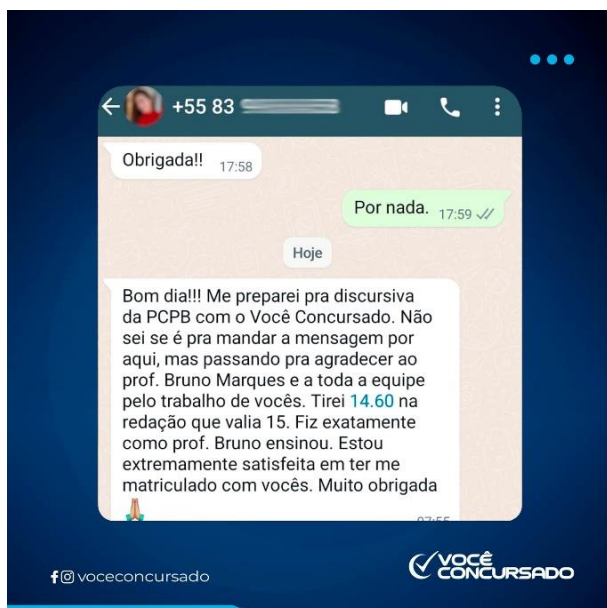 +55 83
Obrigada!! 17:58
Por nada. 17:59
Hoje
Bom dia!!! Me preparei pra discursiva
da PCPB com o Você Concursado. Não
sei se é pra mandar a mensagem por
aqui, mas passando pra agradecer ao
prof. Bruno Marques e a toda a equipe
pelo trabalho de vocês. Tirei 14.60 na
redação que valia 15. Fiz exatamente
como prof. Bruno ensinou. Estou
extremamente satisfeita em ter me
matriculado com vocês. Muito obrigada
voceconcursado
VOCÊ
CONCURSADO